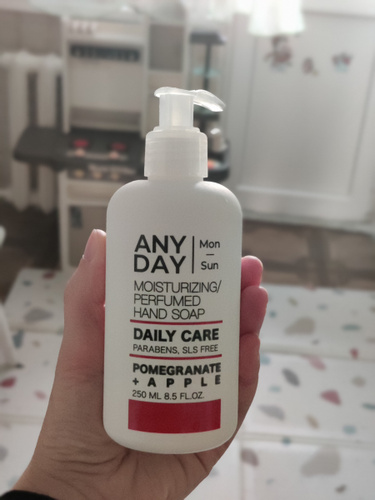 ANY DAY
Mon
—
Sun
MOISTURIZING/
PERFUMED
HAND SOAP
DAILY CARE
PARABENS, SLS FREE
POMEGRANATE
+ APPLE
250 ML 8.5 FL.OZ.